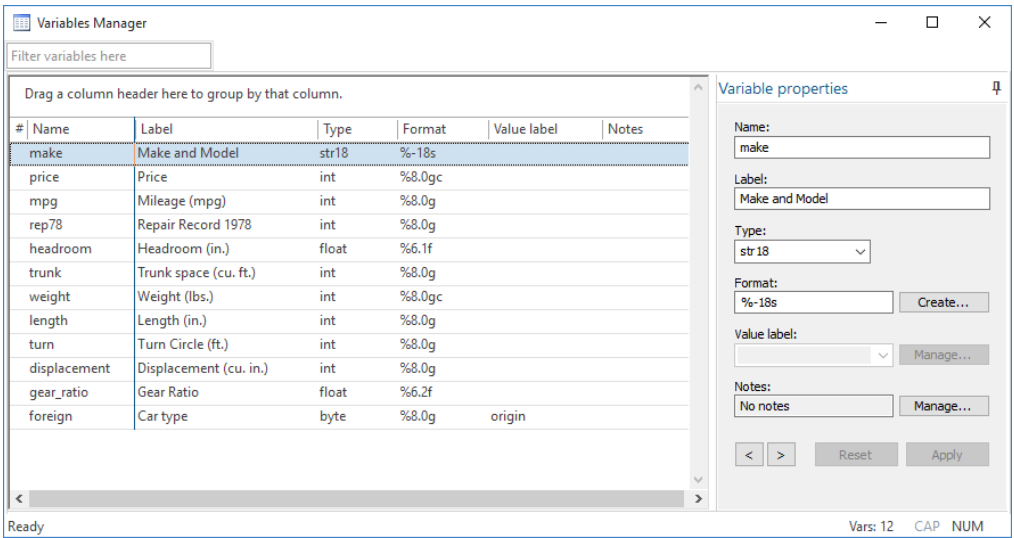 Variables Manager
Filter variables here
Drag a column header here to group by that column.
# Name Label Type Format Value label Notes
make Make and Model str18 %-18s
price Price int %8.0gc
mpg Mileage (mpg) int %8.0g
rep78 Repair Record 1978 int %8.0g
headroom Headroom (in.) float %6.1f
trunk Trunk space (cu. ft.) int %8.0g
weight Weight (lbs.) int %8.0gc
length Length (in.) int %8.0g
turn Turn Circle (ft.) int %8.0g
displacement Displacement (cu. in.) int %8.0g
gear_ratio Gear Ratio float %6.2f
foreign Car type byte %8.0g origin
Variable properties
Name:
make
Label:
Make and Model
Type:
str18
Format:
%-18s Create...
Value label:
Manage...
Notes:
No notes Manage...
< > Reset Apply
Ready Vars: 12 CAP NUM